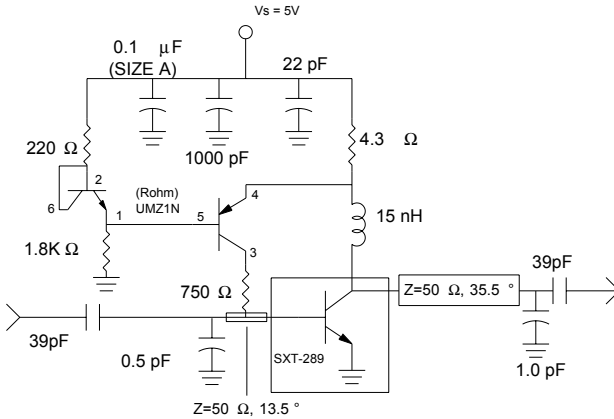 Vs = 5V
0.1 µF
(SIZE A)
22 pF
220 Ω
1000 pF
4.3 Ω
2
(Rohm)
UMZ1N
4
6
1
5
15 nH
1.8K Ω
3
750 Ω
Z=50 Ω, 35.5 °
39pF
39pF
0.5 pF
SXT-289
1.0 pF
Z=50 Ω, 13.5 °